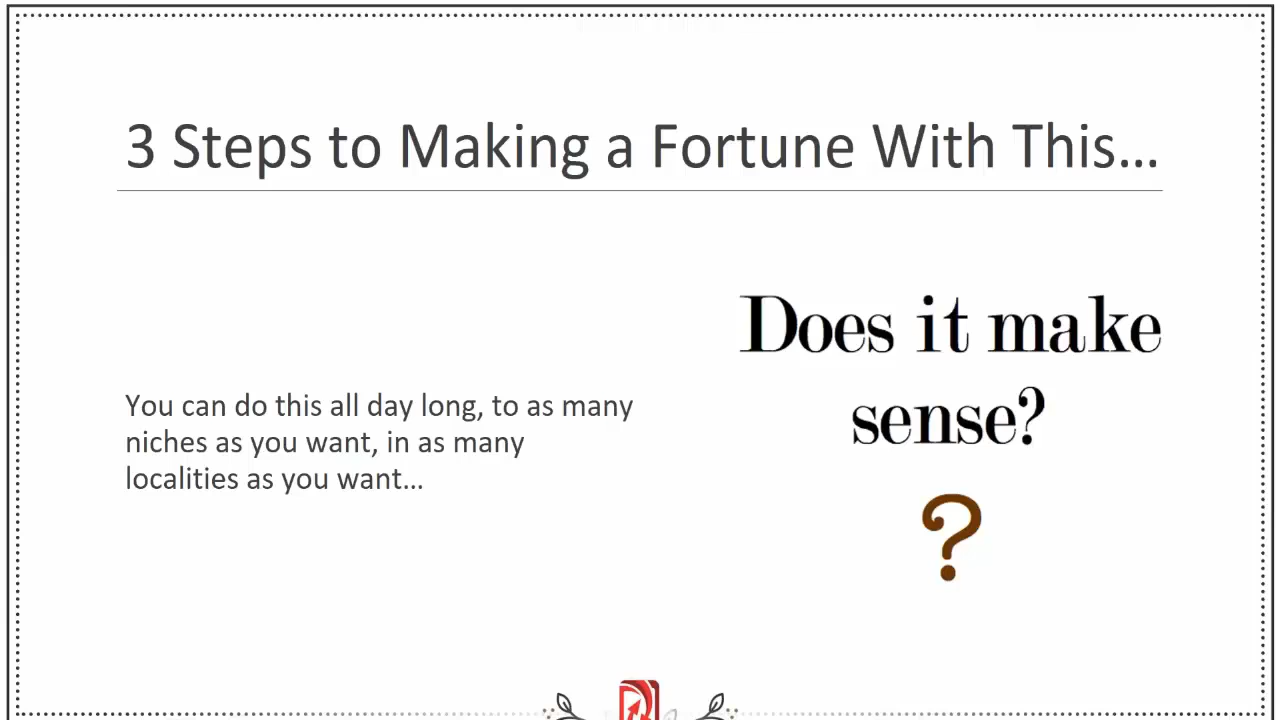 3 Steps to Making a Fortune With This...
You can do this all day long, to as many
niches as you want, in as many
localities as you want...
Does it make
sense?
?